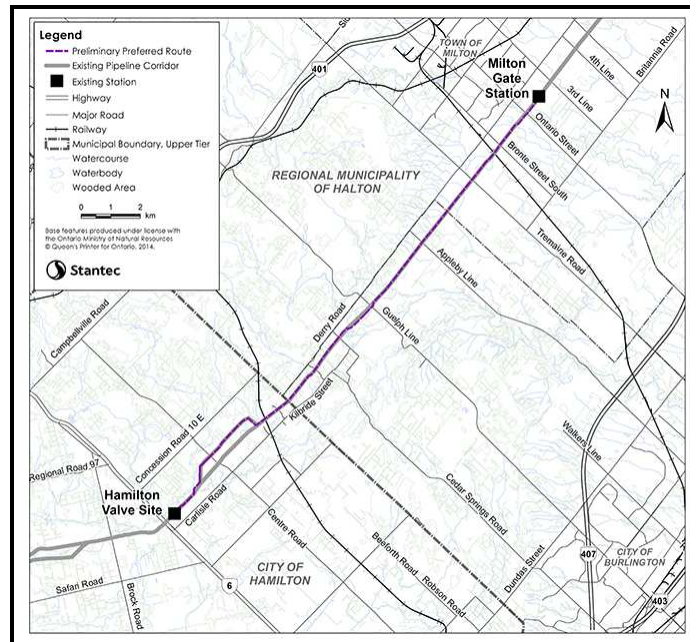 Legend
Preliminary Preferred Route
Existing Pipeline Corridor
Existing Station
Highway
Major Road
Railway
Municipal Boundary, Upper Tier
Watercourse
Waterbody
Wooded Area
0 1 2
km
Base features produced under license with
the Ontario Ministry of Natural Resources
© Queen's Printer for Ontario, 2014.
Stantec
401
TOWN OF
MILTON
Milton
Gate
Station
4th Line
Britannia Road
3rd Line
N
Ontario Street
Bronte Street South
REGIONAL MUNICIPALITY
OF HALTON
Tremaine Road
Appleby Line
Campbellville Road
Derry Road
Guelph Line
Kilbride Street
Concession Road 10 E
Walkers Line
Regional Road 97
Hamilton
Valve Site
Carlisle Road
Cedar Springs Road
Centre Road
CITY OF
HAMILTON
6
Dundas Street
407
CITY OF
BURLINGTON
Robson Road
Safari Road
Brock Road
403